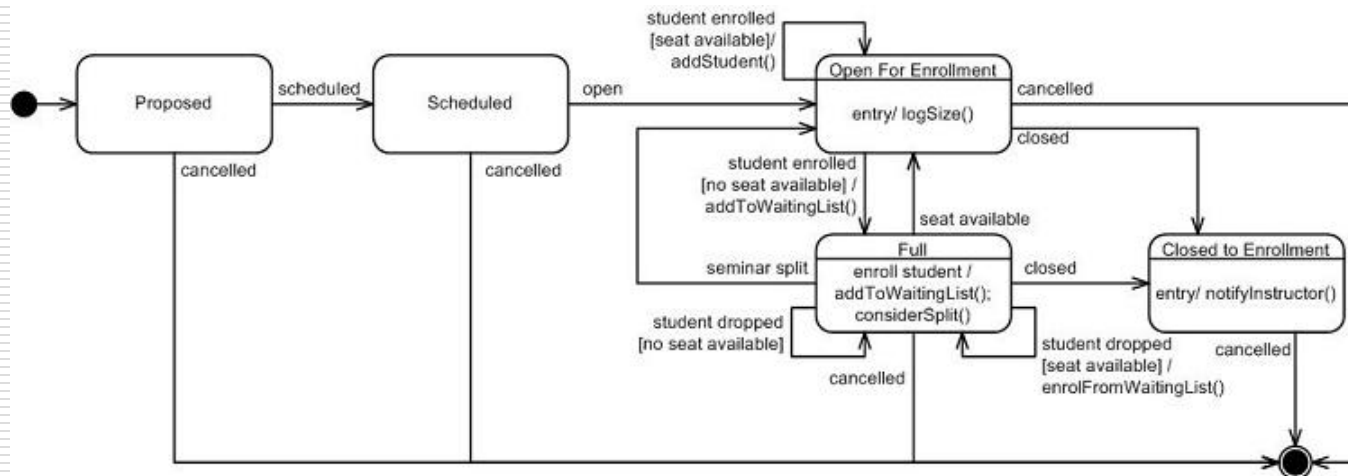 student enrolled
[seat available]/
addStudent()
Proposed
scheduled
Scheduled
open
Open For Enrollment
entry/ logSize()
cancelled
closed
cancelled
cancelled
student enrolled
[no seat available] /
addToWaitingList()
seat available
Full
enroll student /
addToWaitingList();
considerSplit()
seminar split
closed
Closed to Enrollment
entry/ notifyInstructor()
student dropped
[no seat available]
cancelled
student dropped
[seat available] /
enrolFromWaitingList()
cancelled